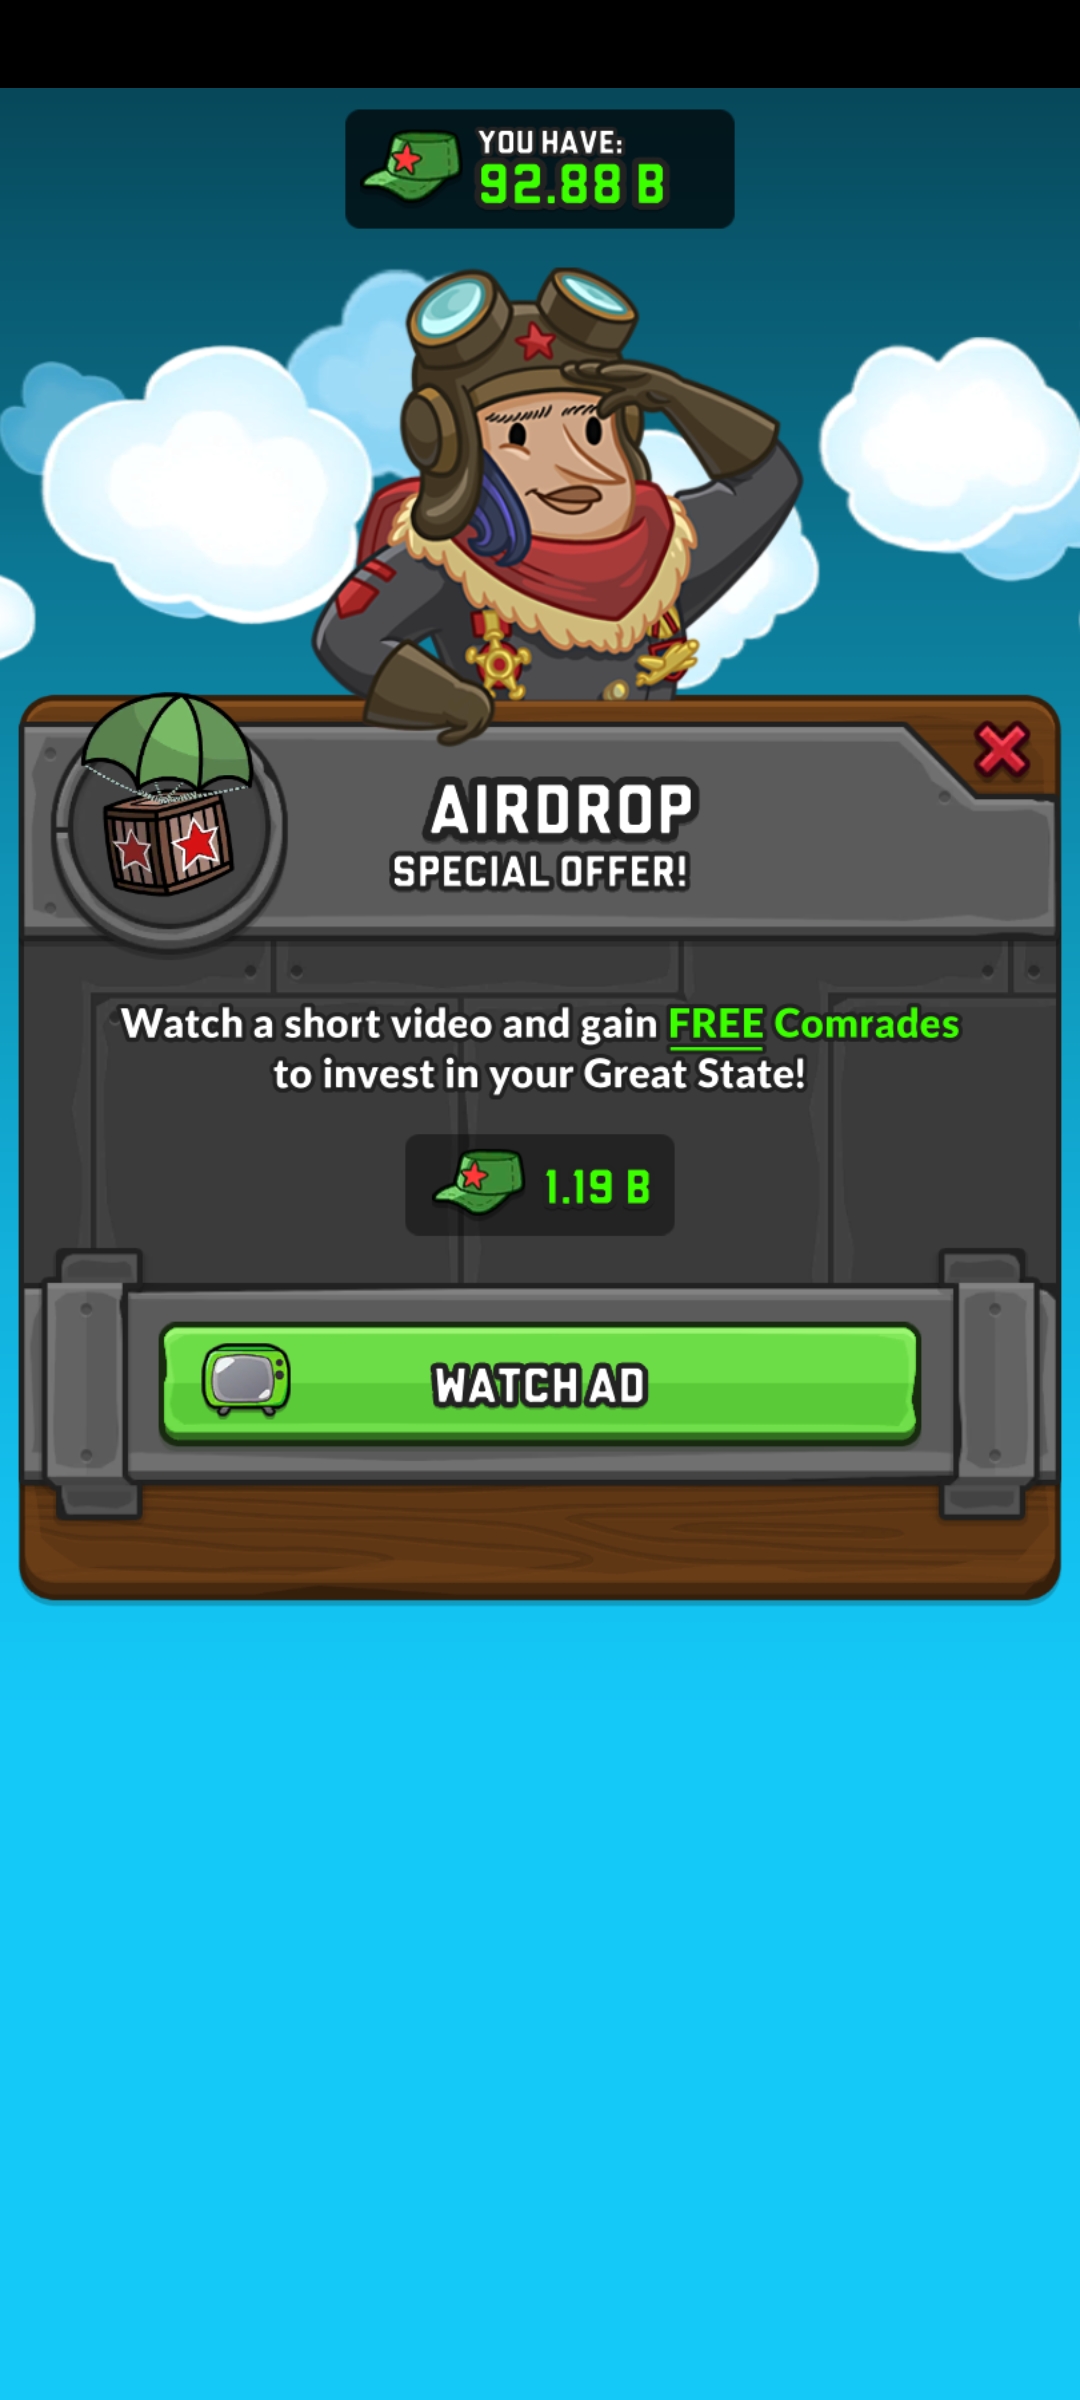 YOU HAVE:
92.88 B
AIRDROP
SPECIAL OFFER!
Watch a short video and gain FREE Comrades
to invest in your Great State!
1.19 B
WATCH AD